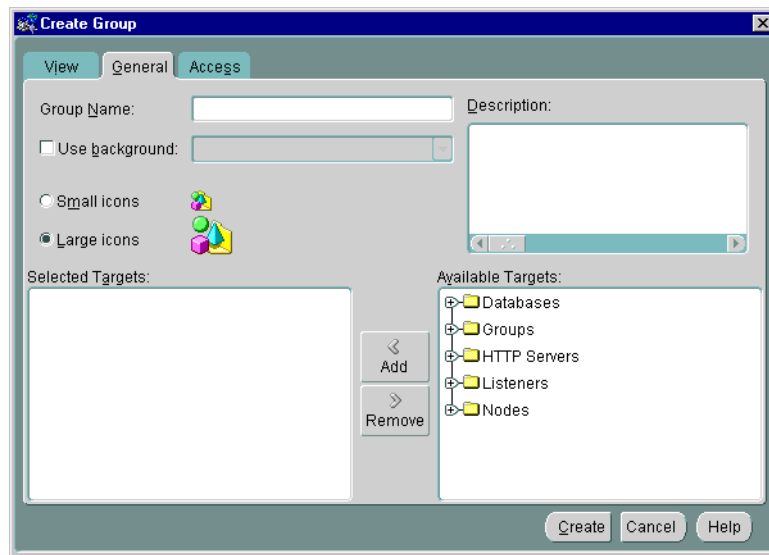 Create Group
View General Access
Group Name:
Description:
Use background:
Small icons
Large icons
Selected Targets:
Available Targets:
Databases
Groups
HTTP Servers
Listeners
Nodes
Add
Remove
Create Cancel Help